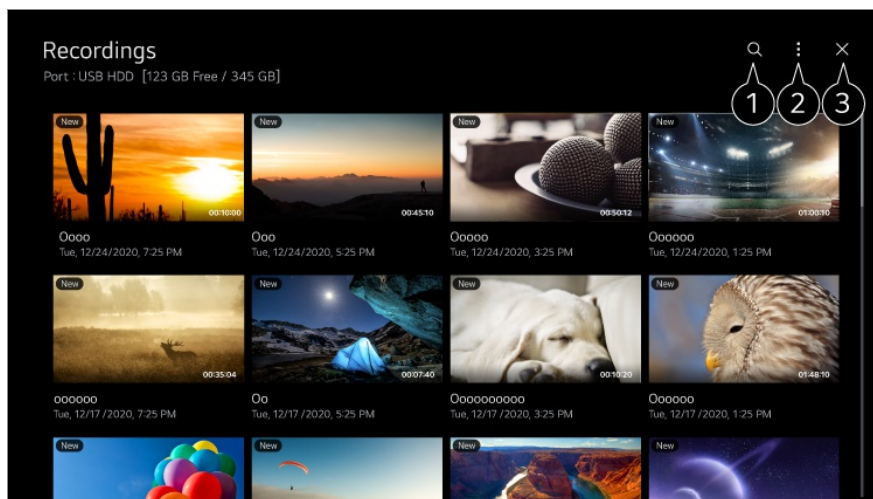 Recordings
Port : USB HDD [123 GB Free / 345 GB]
1 2 3
New New New New
00:10:00 00:45:10 00:50:12 01:00:10
Oooo Ooo Ooooo Oooooo
Tue, 12/24/2020, 7:25 PM Tue, 12/24/2020, 5:25 PM Tue, 12/24/2020, 3:25 PM Tue, 12/24/2020, 1:25 PM
New New New New
00:35:04 00:07:40 00:10:20 01:48:10
oooooo Oo Oooooooooo Oooooo
Tue, 12/17 /2020, 7:25 PM Tue, 12/17 /2020, 5:25 PM Tue, 12/17 /2020, 3:25 PM Tue, 12/17 /2020, 1:25 PM
New New New New